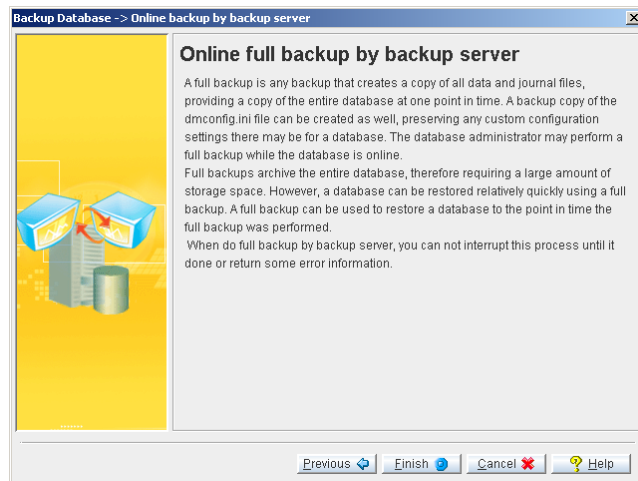 Backup Database -> Online backup by backup server
Online full backup by backup server
A full backup is any backup that creates a copy of all data and journal files,
providing a copy of the entire database at one point in time. A backup copy of the
dmconfig.ini file can be created as well, preserving any custom configuration
settings there may be for a database. The database administrator may perform a
full backup while the database is online.
Full backups archive the entire database, therefore requiring a large amount of
storage space. However, a database can be restored relatively quickly using a full
backup. A full backup can be used to restore a database to the point in time the
full backup was performed.
When do full backup by backup server, you can not interrupt this process until it
done or return some error information.
Previous Finish Cancel Help